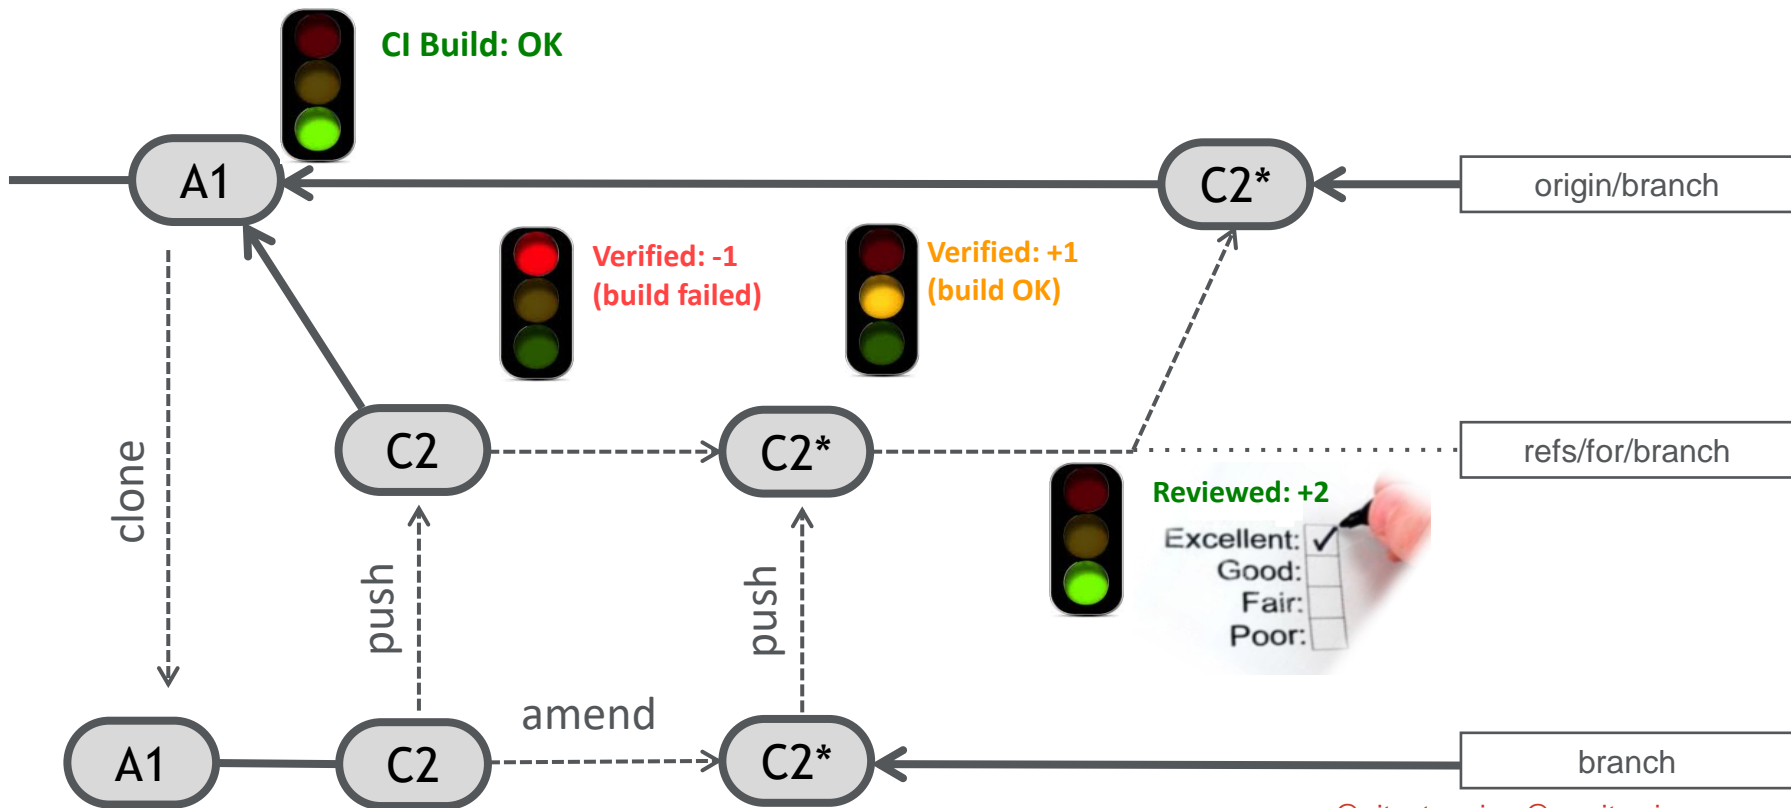 CI Build: OK
A1
C2*
origin/branch
Verified: -1
(build failed)
Verified: +1
(build OK)
clone
C2
C2*
refs/for/branch
Reviewed: +2
Excellent:
Good:
Fair:
Poor:
push
push
amend
A1
C2
C2*
branch